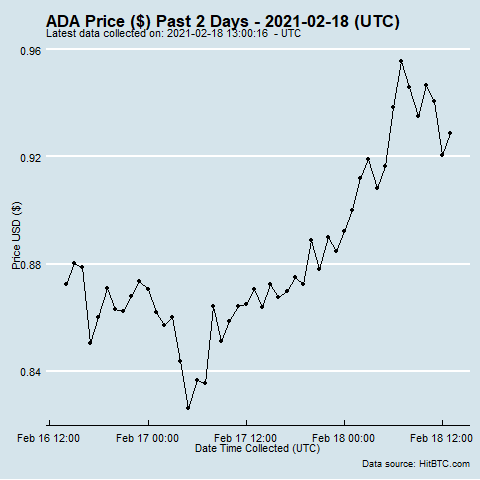 ADA Price ($) Past 2 Days - 2021-02-18 (UTC)
Latest data collected on: 2021-02-18 13:00:16  - UTC
0.96
0.92
0.88
0.84
Price USD ($)
Feb 16 12:00
Feb 17 00:00
Feb 17 12:00
Feb 18 00:00
Feb 18 12:00
Date Time Collected (UTC)
Data source: HitBTC.com